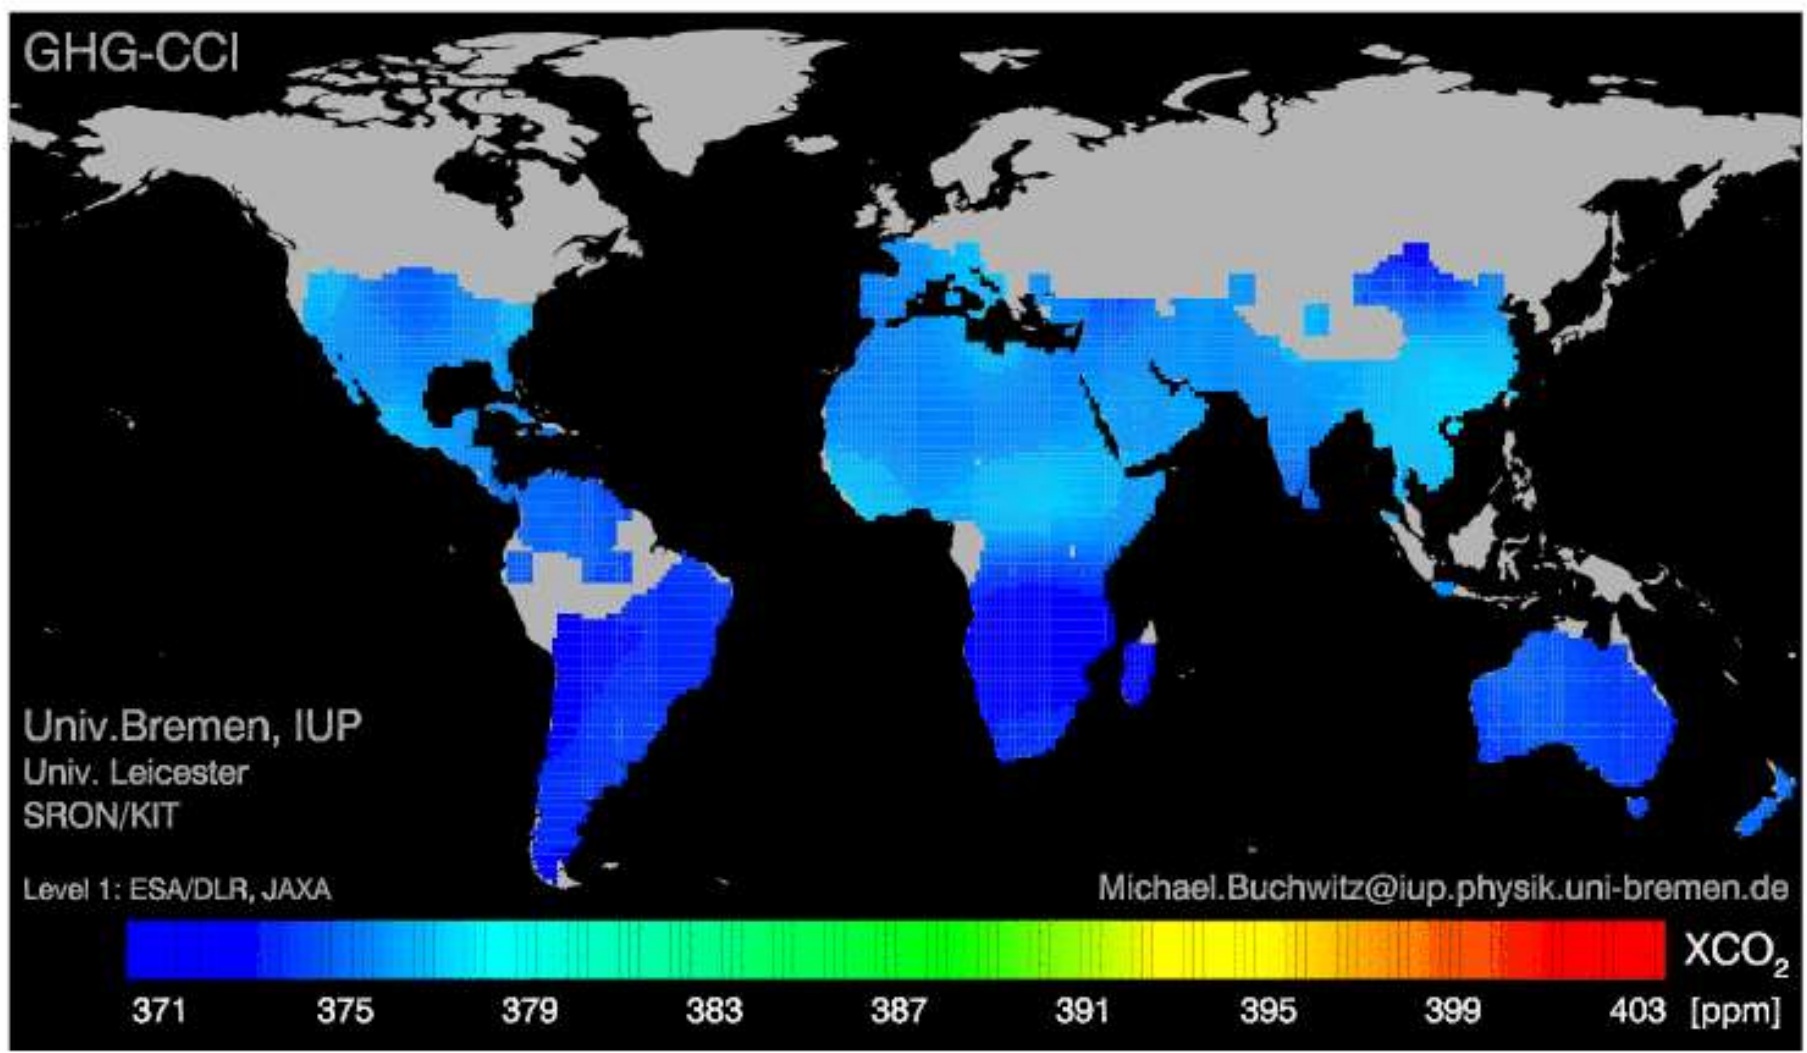 GHG-CCI
Univ.Bremen, IUP
Univ. Leicester
SRON/KIT
Level 1: ESA/DLR, JAXA
Michael.Buchwitz@iup.physik.uni-bremen.de
XCO₂
371 375 379 383 387 391 395 399 403 [ppm]